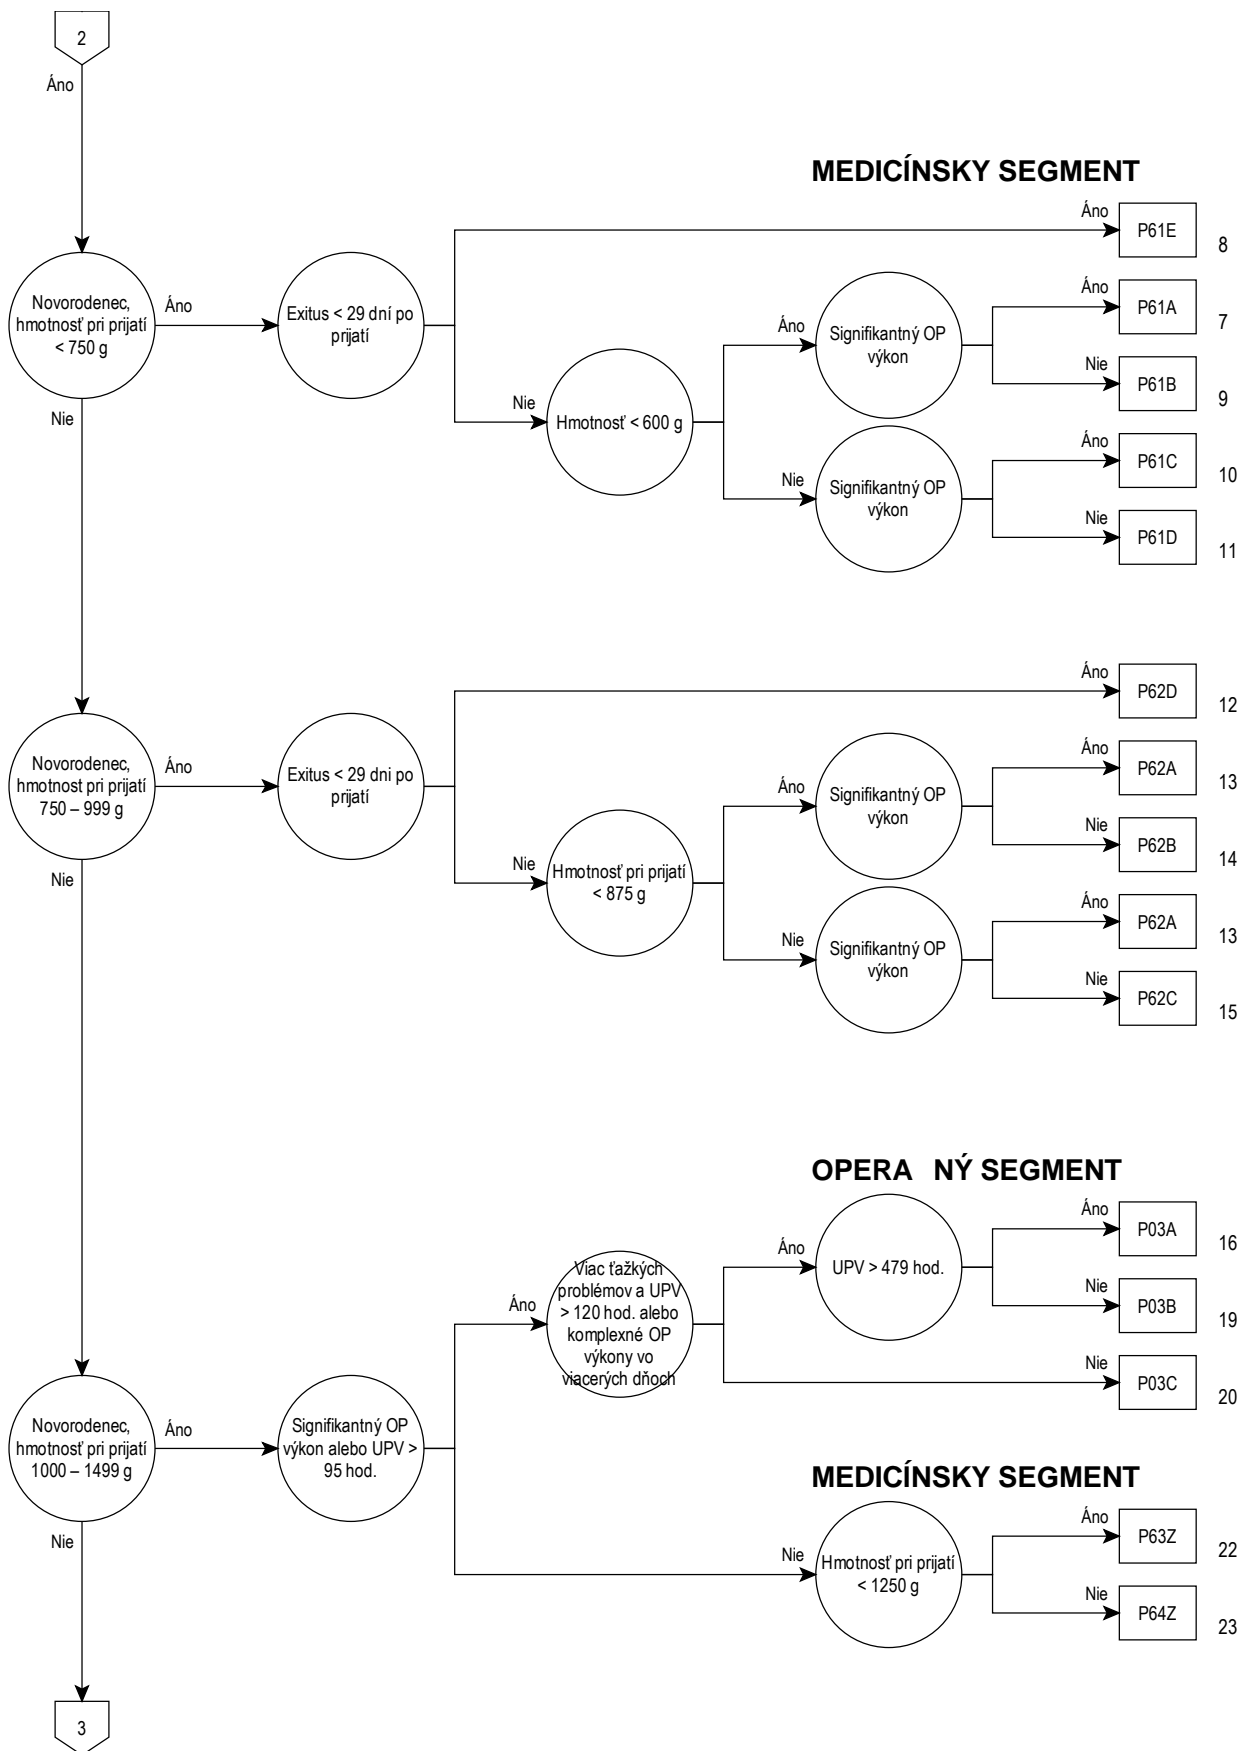 2
Áno
MEDICÍNSKY SEGMENT
Áno
P61E
8
Novorodenec,
hmotnosť pri prijatí
< 750 g
Áno
Exitus < 29 dní po
prijatí
Nie
Hmotnosť < 600 g
Áno
Signifikantný OP
výkon
Áno
P61A
7
Nie
P61B
9
Nie
Signifikantný OP
výkon
Áno
P61C
10
Nie
P61D
11
Nie
Áno
P62D
12
Novorodenec,
hmotnost pri prijatí
750 – 999 g
Áno
Exitus < 29 dni po
prijatí
Nie
Hmotnosť pri prijatí
< 875 g
Áno
Signifikantný OP
výkon
Áno
P62A
13
Nie
P62B
14
Nie
Signifikantný OP
výkon
Áno
P62A
13
Nie
P62C
15
Nie
OPERA NÝ SEGMENT
Novorodenec,
hmotnosť pri prijatí
1000 – 1499 g
Áno
Signifikantný OP
výkon alebo UPV >
95 hod.
Áno
Viac ťažkých
problémov a UPV
> 120 hod. alebo
komplexné OP
výkony vo
viacerých dňoch
Áno
UPV > 479 hod.
Áno
P03A
16
Nie
P03B
19
Nie
P03C
20
MEDICÍNSKY SEGMENT
Nie
Hmotnosť pri prijatí
< 1250 g
Áno
P63Z
22
Nie
P64Z
23
Nie
3